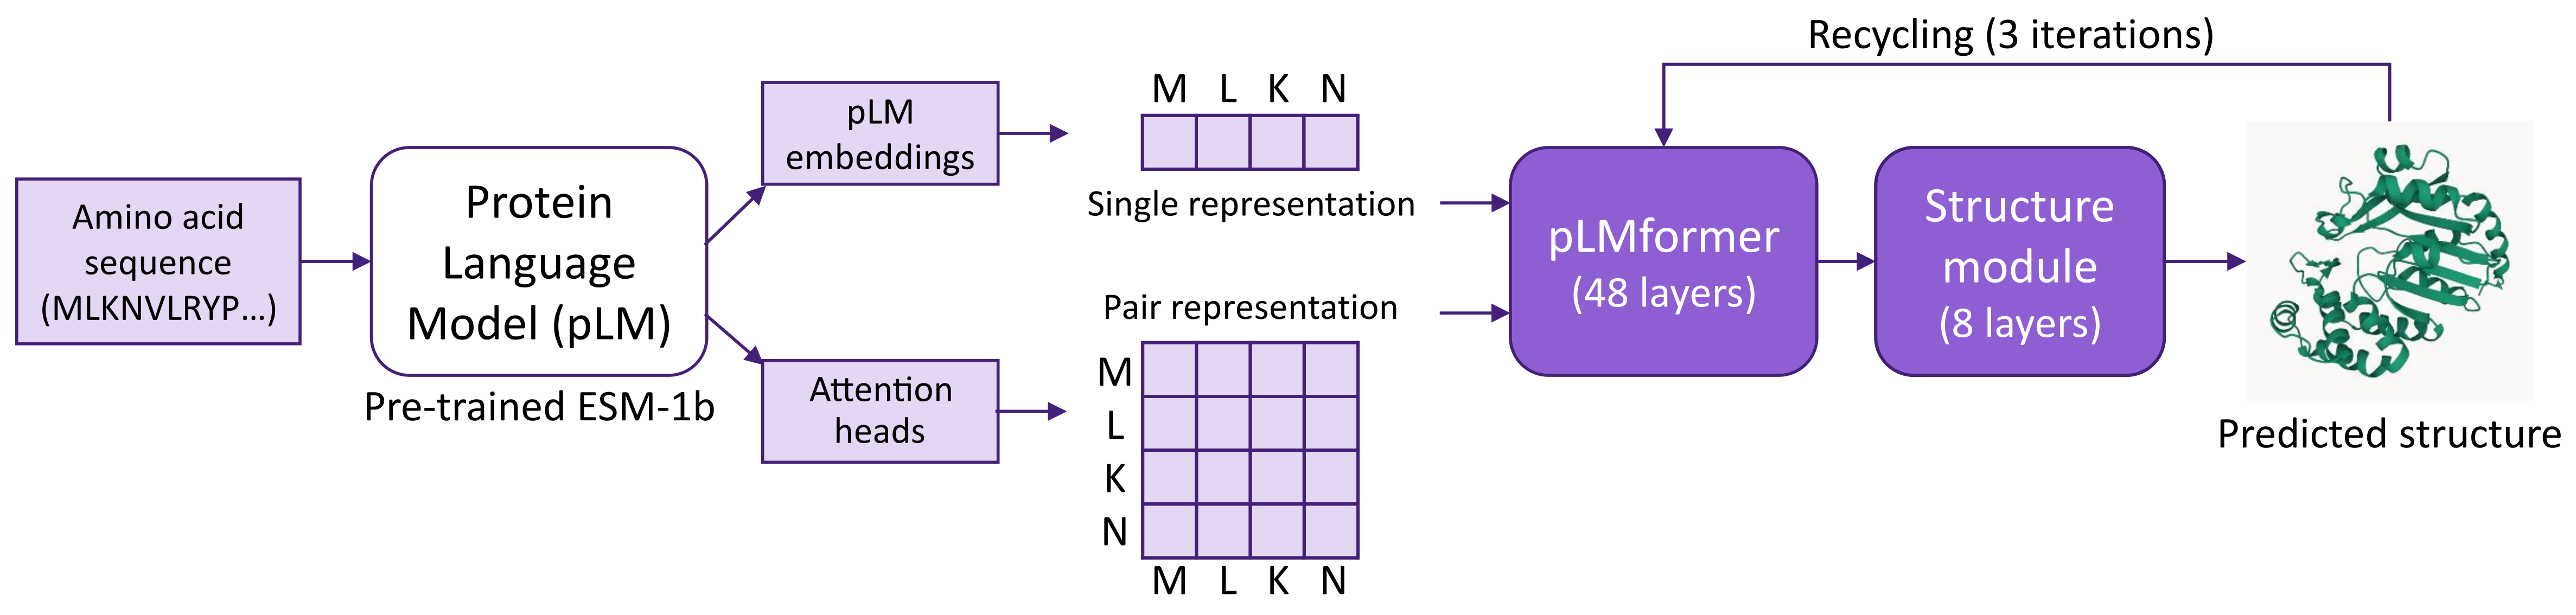 Amino acid
sequence
(MLKNVLRYP...)
Protein
Language
Model (pLM)
Pre-trained ESM-1b
pLM
embeddings
Attention
heads
M L K N
Single representation
Pair representation
M
L
K
N
M L K N
Recycling (3 iterations)
pLMformer
(48 layers)
Structure
module
(8 layers)
Predicted structure